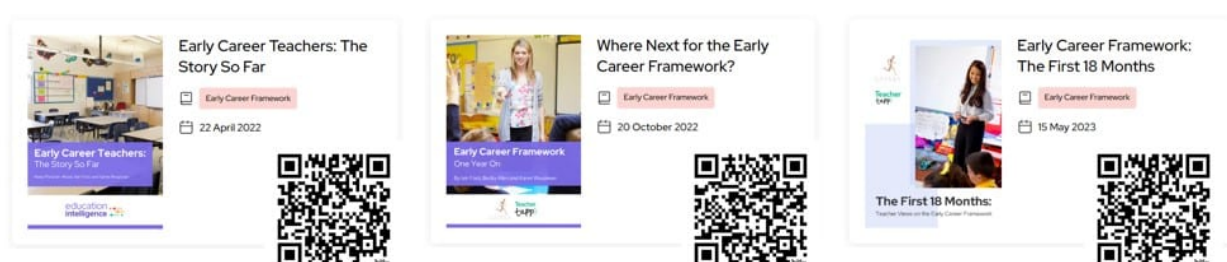 Early Career Teachers: The
Story So Far
Early Career Framework
22 April 2022
Early Career Teachers:
The Story So Far
education
intelligence
Where Next for the Early
Career Framework?
Early Career Framework
20 October 2022
Early Career Framework
One Year On
Teacher
tapp
Early Career Framework:
The First 18 Months
Early Career Framework
15 May 2023
Teacher
tapp
The First 18 Months:
Teacher Views on the Early Career Framework